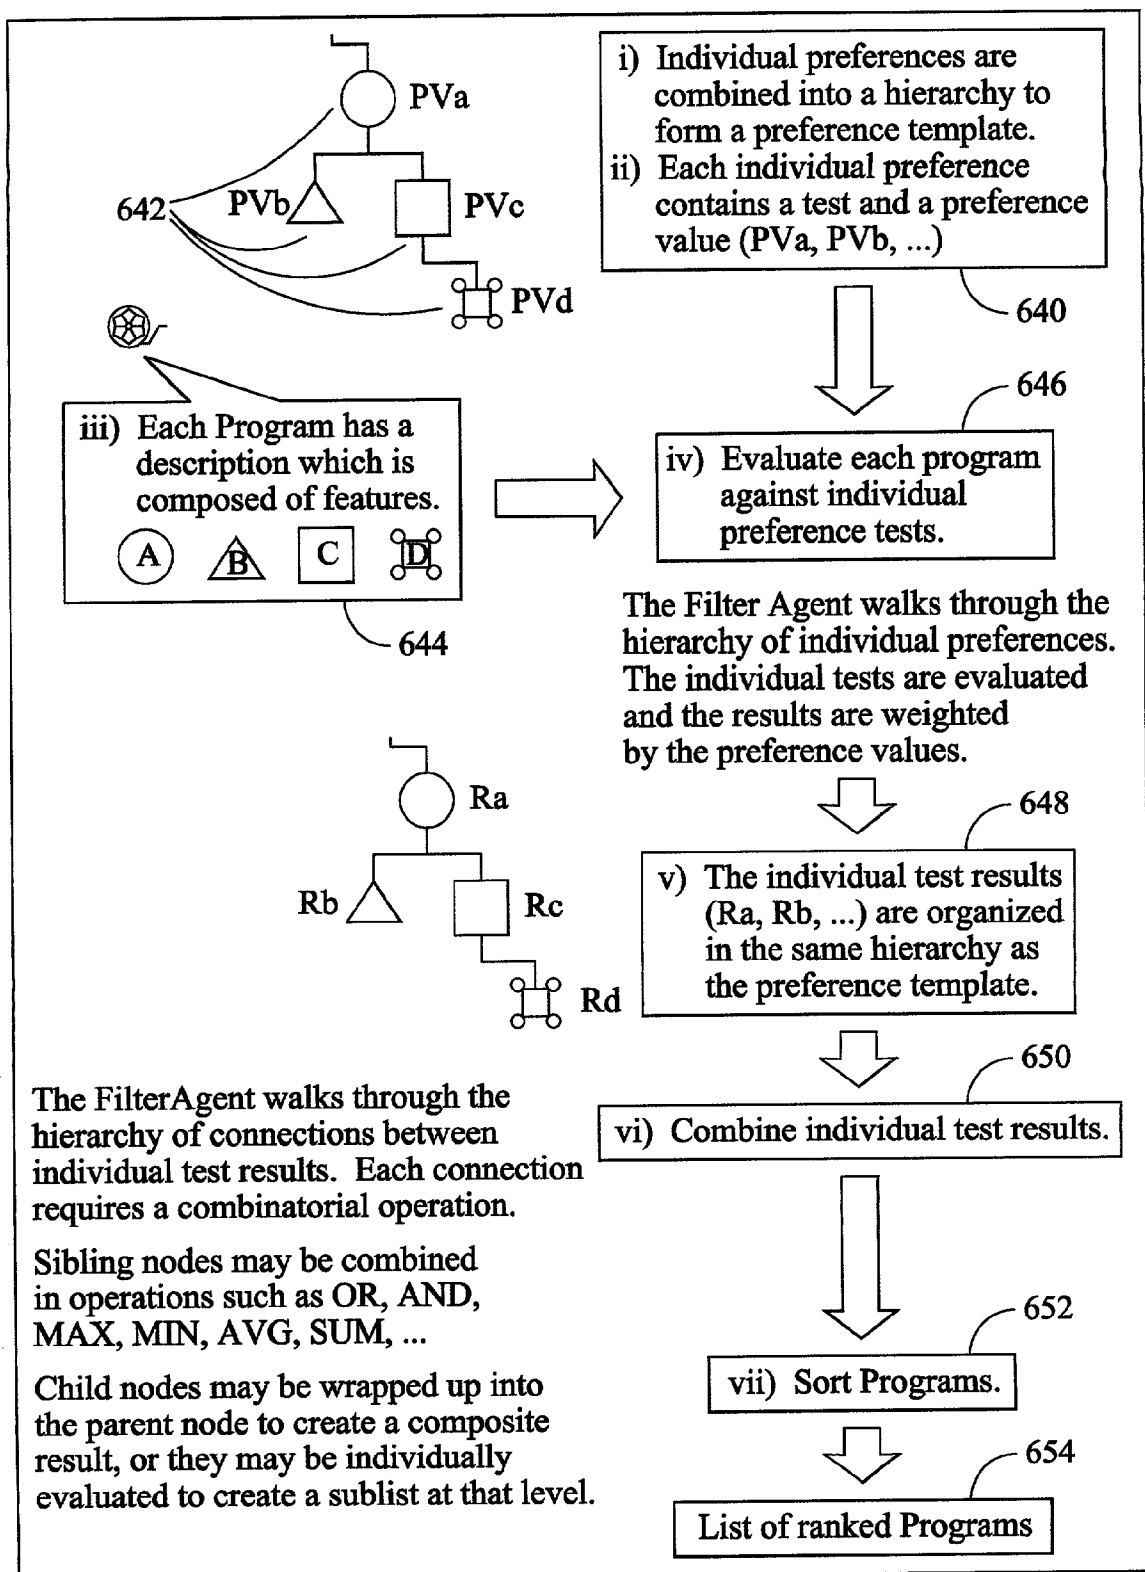 PVa
642
PVb
PVc
PVd
i) Individual preferences are
combined into a hierarchy to
form a preference template.
ii) Each individual preference
contains a test and a preference
value (PVa, PVb, ...)
640
646
iii) Each Program has a
description which is
composed of features.
A B C D
644
iv) Evaluate each program
against individual
preference tests.
The Filter Agent walks through the
hierarchy of individual preferences.
The individual tests are evaluated
and the results are weighted
by the preference values.
Ra
Rb
Rc
Rd
648
v) The individual test results
(Ra, Rb, ...) are organized
in the same hierarchy as
the preference template.
650
vi) Combine individual test results.
The FilterAgent walks through the
hierarchy of connections between
individual test results. Each connection
requires a combinatorial operation.
Sibling nodes may be combined
in operations such as OR, AND,
MAX, MIN, AVG, SUM, ...
Child nodes may be wrapped up into
the parent node to create a composite
result, or they may be individually
evaluated to create a sublist at that level.
652
vii) Sort Programs.
654
List of ranked Programs